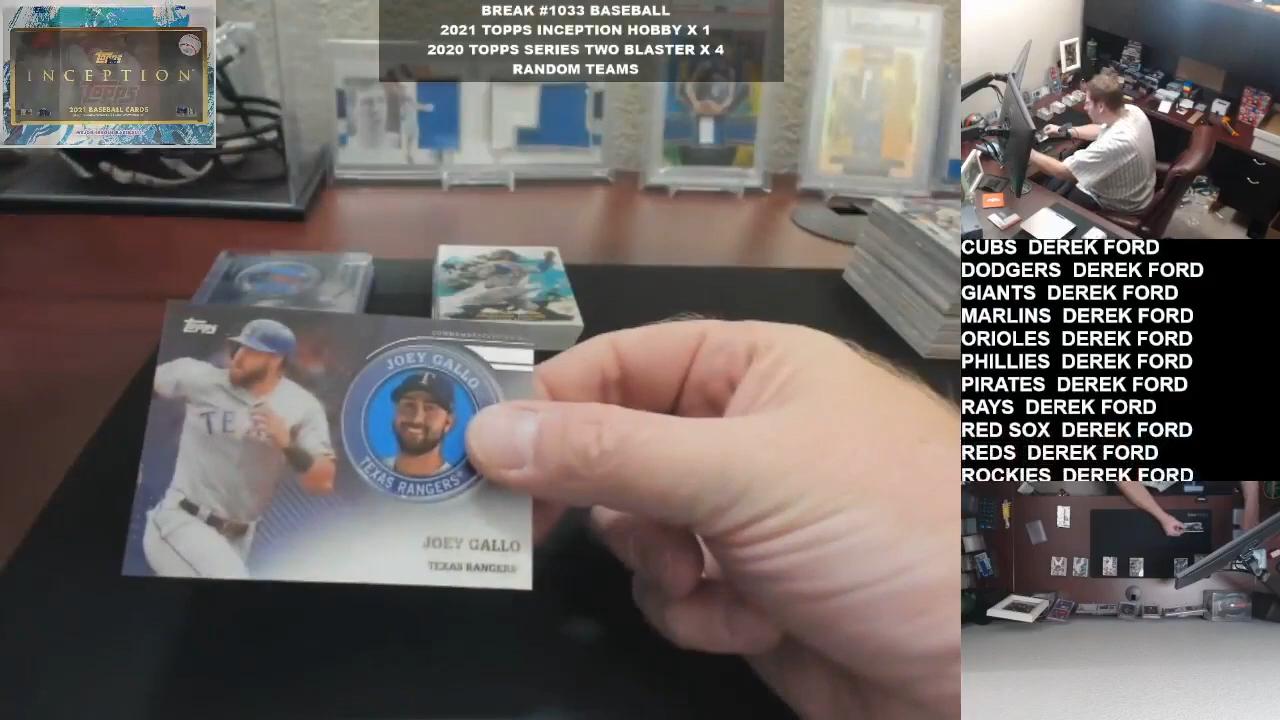 BREAK #1033 BASEBALL
2021 TOPPS INCEPTION HOBBY X 1
2020 TOPPS SERIES TWO BLASTER X 4
RANDOM TEAMS
Topps
INCEPTION
2021 BASEBALL CARDS
Topps
JOEY GALLO
T
TEXAS RANGERS
TE
JOEY GALLO
TEXAS RANGERS
CUBS DEREK FORD
DODGERS DEREK FORD
GIANTS DEREK FORD
MARLINS DEREK FORD
ORIOLES DEREK FORD
PHILLIES DEREK FORD
PIRATES DEREK FORD
RAYS DEREK FORD
RED SOX DEREK FORD
REDS DEREK FORD
ROCKIES DEREK FORD